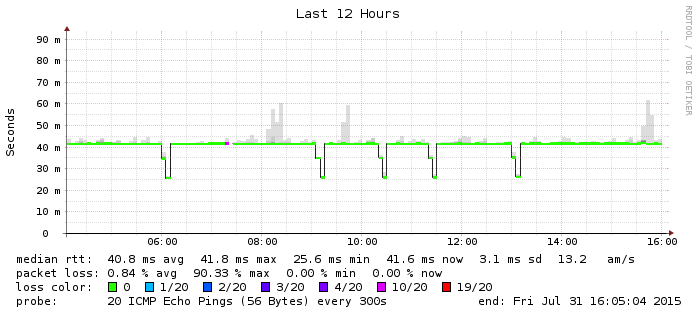 Last 12 Hours
RRDTOOL / TOBI OETIKER
Seconds
90 m
80 m
70 m
60 m
50 m
40 m
30 m
20 m
10 m
0
06:00 08:00 10:00 12:00 14:00 16:00
median rtt: 40.8 ms avg 41.8 ms max 25.6 ms min 41.6 ms now 3.1 ms sd 13.2 am/s
packet loss: 0.84 % avg 90.33 % max 0.00 % min 0.00 % now
loss color: 0 1/20 2/20 3/20 4/20 10/20 19/20
probe: 20 ICMP Echo Pings (56 Bytes) every 300s end: Fri Jul 31 16:05:04 2015